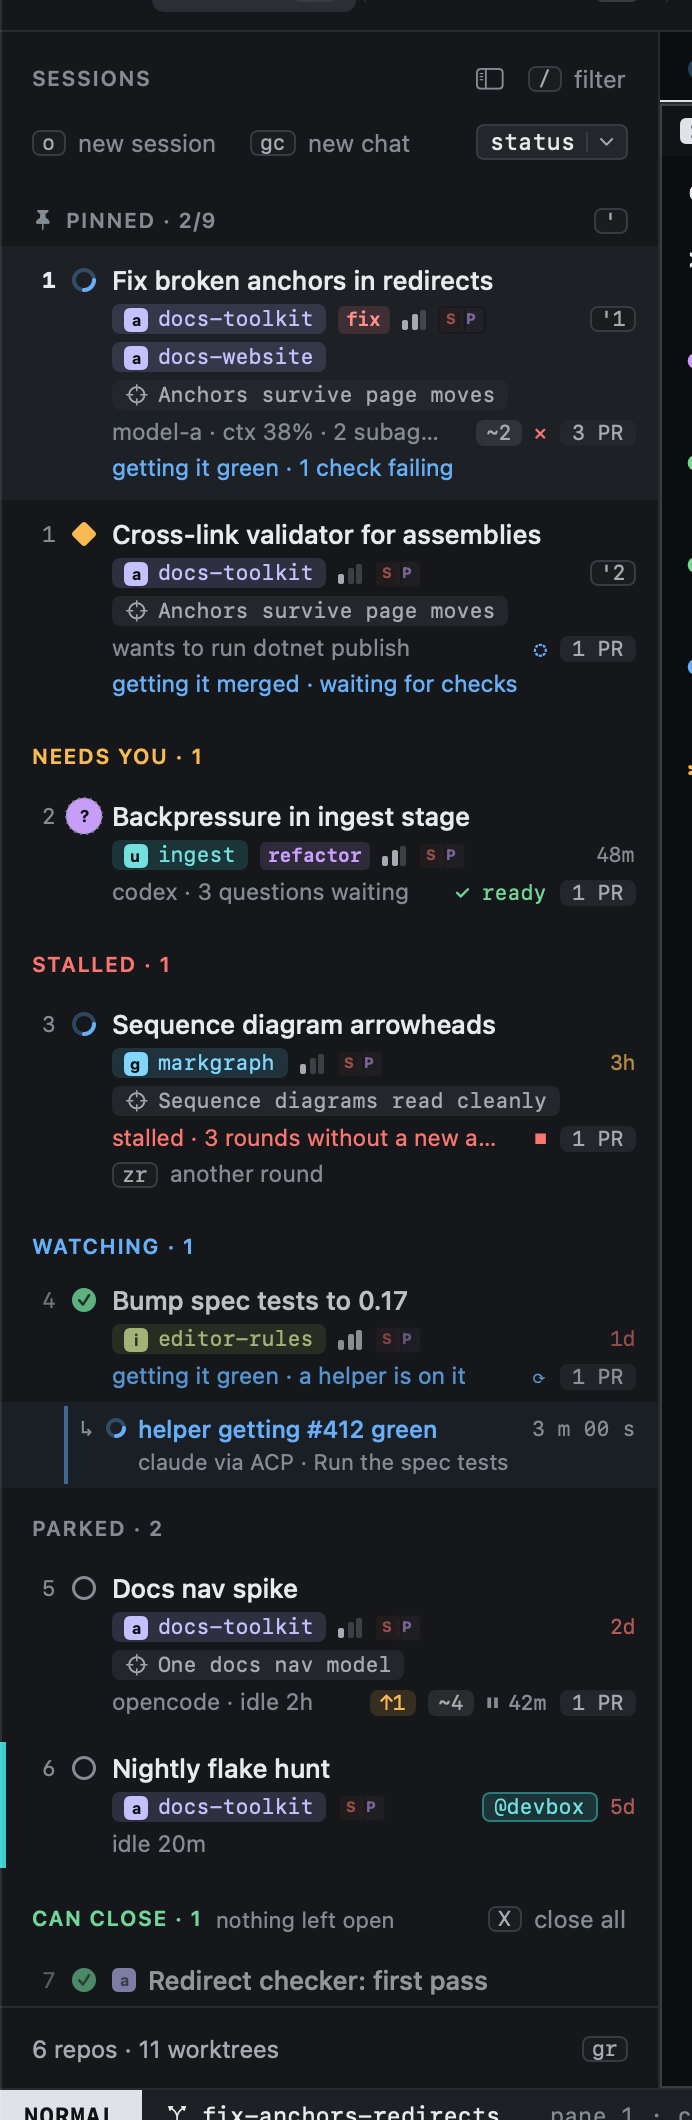 SESSIONS / filter
o new session gc new chat status
PINNED · 2/9 '
1 Fix broken anchors in redirects
a docs-toolkit fix S P '1
a docs-website
Anchors survive page moves
model-a · ctx 38% · 2 subag… ~2 × 3 PR
getting it green · 1 check failing
1 Cross-link validator for assemblies
a docs-toolkit S P '2
Anchors survive page moves
wants to run dotnet publish 1 PR
getting it merged · waiting for checks
NEEDS YOU · 1
2 ? Backpressure in ingest stage
u ingest refactor S P 48m
codex · 3 questions waiting ✓ ready 1 PR
STALLED · 1
3 Sequence diagram arrowheads
g markgraph S P 3h
Sequence diagrams read cleanly
stalled · 3 rounds without a new a… ■ 1 PR
zr another round
WATCHING · 1
4 Bump spec tests to 0.17
i editor-rules S P 1d
getting it green · a helper is on it ⟳ 1 PR
↳ helper getting #412 green 3 m 00 s
claude via ACP · Run the spec tests
PARKED · 2
5 Docs nav spike
a docs-toolkit S P 2d
One docs nav model
opencode · idle 2h ↑1 ~4 42m 1 PR
6 Nightly flake hunt
a docs-toolkit S P @devbox 5d
idle 20m
CAN CLOSE · 1 nothing left open X close all
7 a Redirect checker: first pass
6 repos · 11 worktrees gr
NORMAL fix-anchors-redirects pane 1 ·